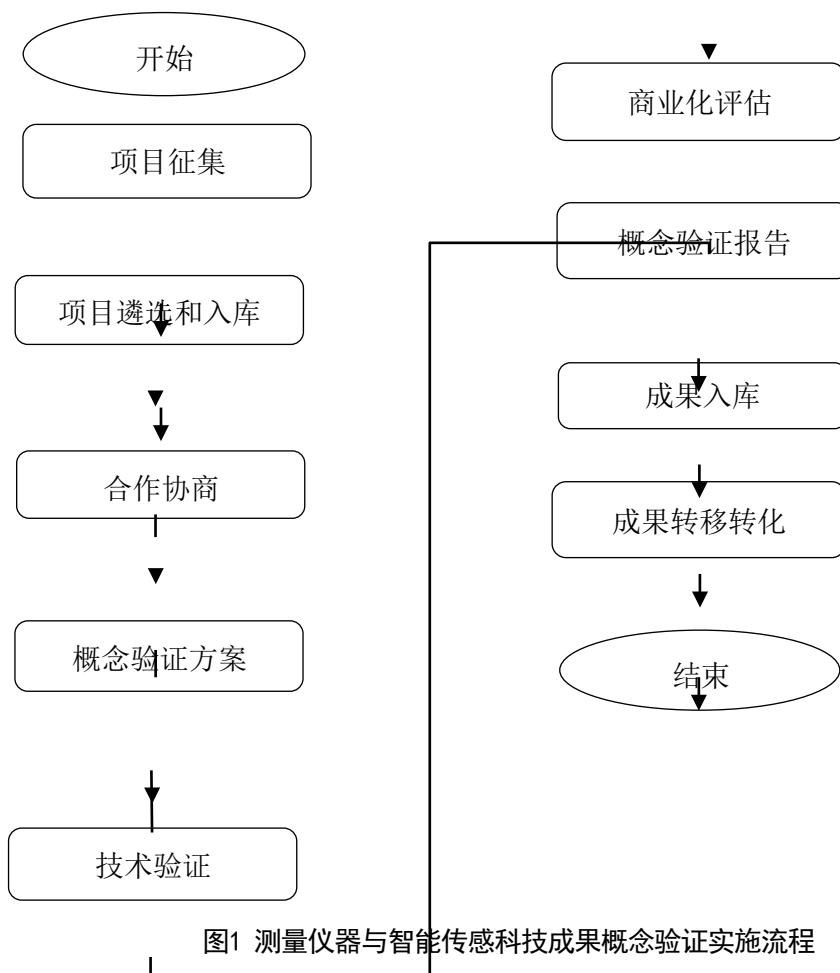 开始
项目征集
项目遴选和入库
合作协商
概念验证方案
技术验证
商业化评估
概念验证报告
成果入库
成果转移转化
结束
图1 测量仪器与智能传感科技成果概念验证实施流程